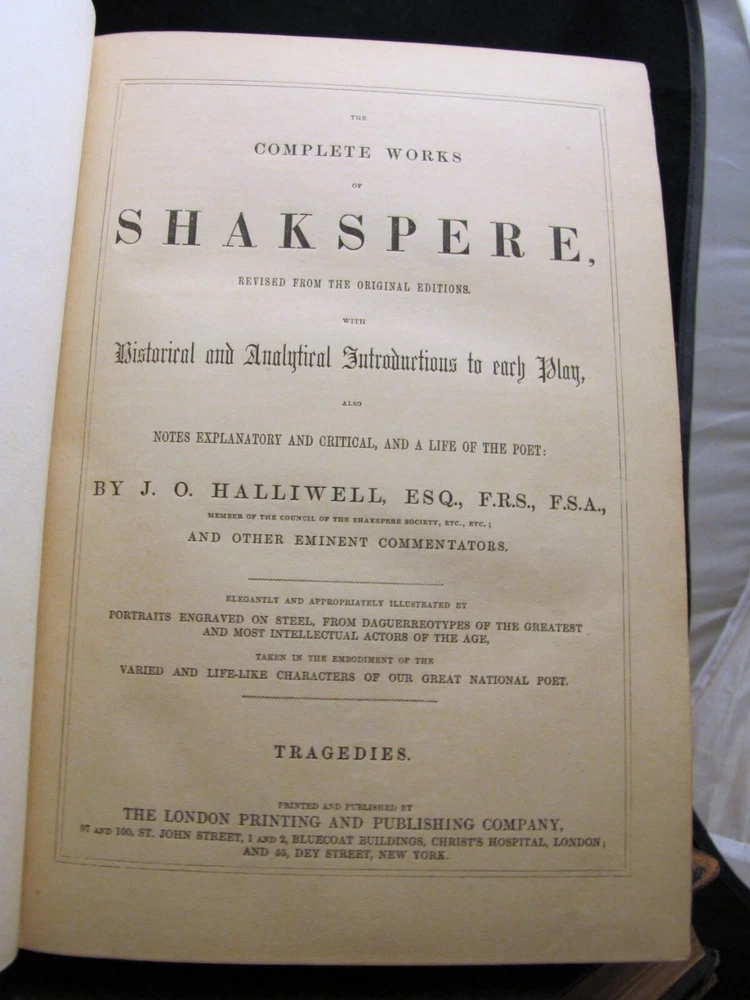 THE
COMPLETE WORKS
OF
SHAKSPERE,
REVISED FROM THE ORIGINAL EDITIONS.
WITH
Historical and Analytical Introductions to each Play,
ALSO
NOTES EXPLANATORY AND CRITICAL, AND A LIFE OF THE POET:
BY J. O. HALLIWELL, ESQ., F.R.S., F.S.A.,
MEMBER OF THE COUNCIL OF THE SHAKSPERE SOCIETY, ETC., ETC.;
AND OTHER EMINENT COMMENTATORS.
ELEGANTLY AND APPROPRIATELY ILLUSTRATED BY
PORTRAITS ENGRAVED ON STEEL, FROM DAGUERREOTYPES OF THE GREATEST
AND MOST INTELLECTUAL ACTORS OF THE AGE,
TAKEN IN THE EMBODIMENT OF THE
VARIED AND LIFE-LIKE CHARACTERS OF OUR GREAT NATIONAL POET.
TRAGEDIES.
PRINTED AND PUBLISHED BY
THE LONDON PRINTING AND PUBLISHING COMPANY,
97 AND 100, ST. JOHN STREET, 1 AND 2, BLUECOAT BUILDINGS, CHRIST'S HOSPITAL, LONDON;
AND 55, DEY STREET, NEW YORK.